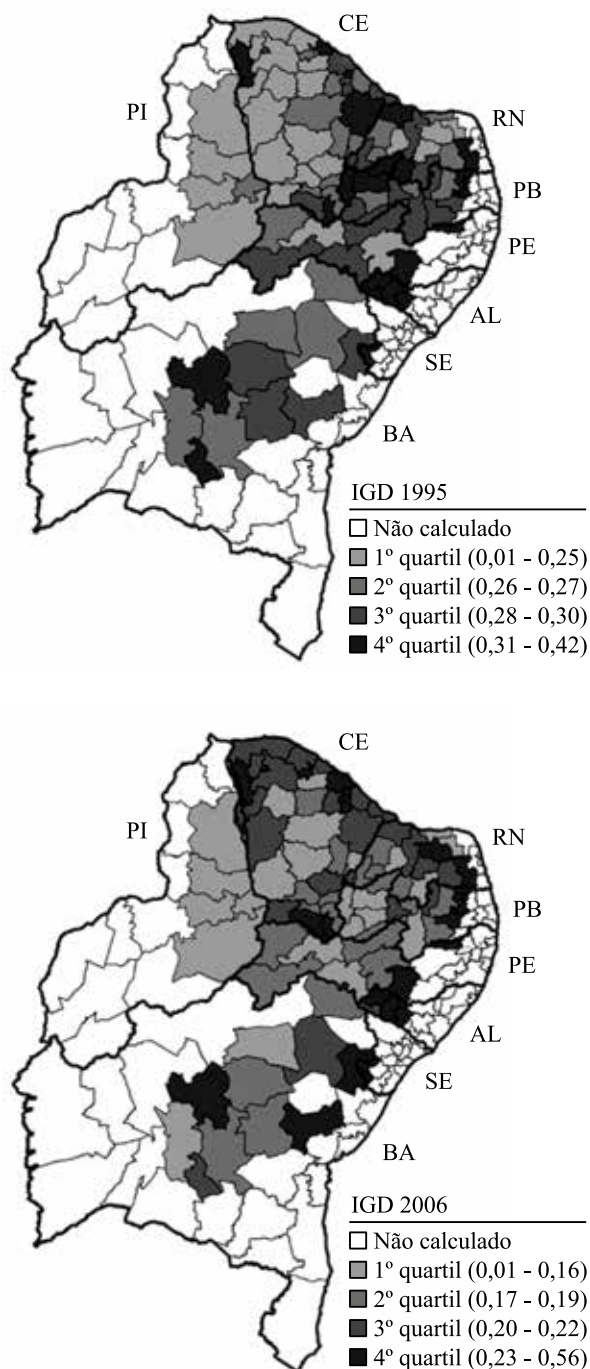 CE
PI
RN
PB
PE
AL
SE
BA
IGD 1995
Não calculado
1º quartil (0,01 - 0,25)
2º quartil (0,26 - 0,27)
3º quartil (0,28 - 0,30)
4º quartil (0,31 - 0,42)
CE
PI
RN
PB
PE
AL
SE
BA
IGD 2006
Não calculado
1º quartil (0,01 - 0,16)
2º quartil (0,17 - 0,19)
3º quartil (0,20 - 0,22)
4º quartil (0,23 - 0,56)